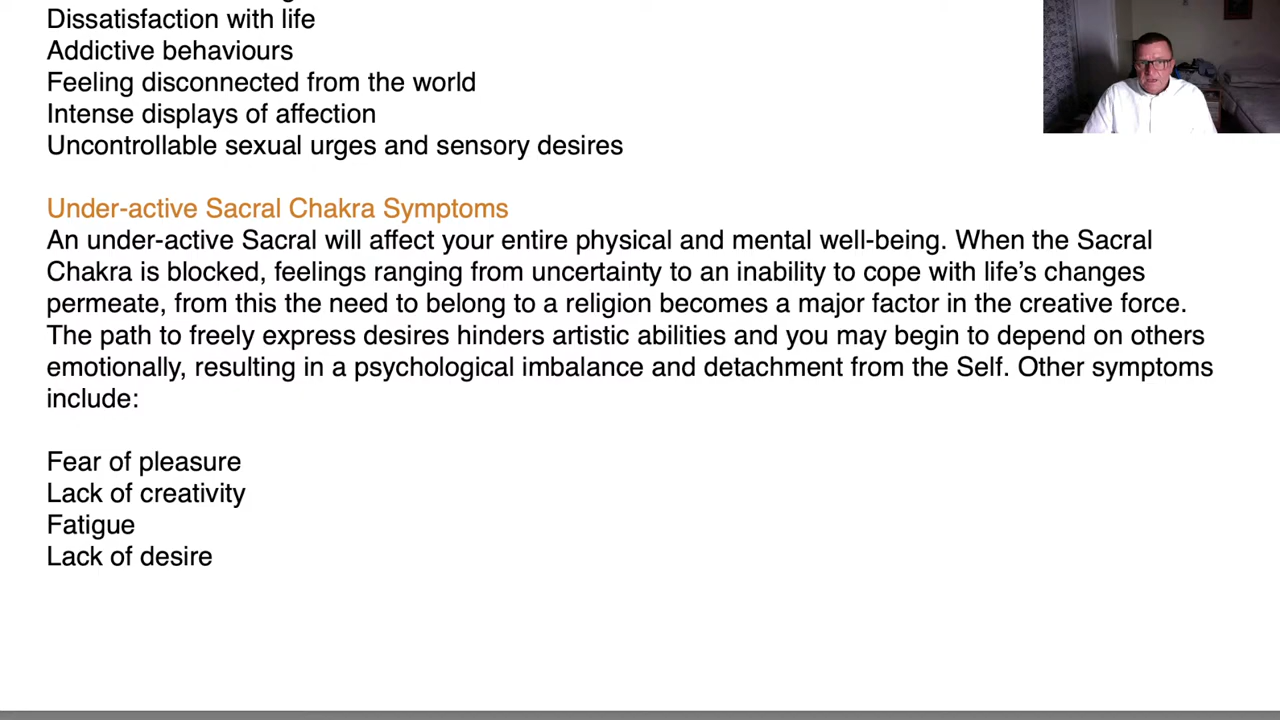 Dissatisfaction with life
Addictive behaviours
Feeling disconnected from the world
Intense displays of affection
Uncontrollable sexual urges and sensory desires
Under-active Sacral Chakra Symptoms
An under-active Sacral will affect your entire physical and mental well-being. When the Sacral
Chakra is blocked, feelings ranging from uncertainty to an inability to cope with life’s changes
permeate, from this the need to belong to a religion becomes a major factor in the creative force.
The path to freely express desires hinders artistic abilities and you may begin to depend on others
emotionally, resulting in a psychological imbalance and detachment from the Self. Other symptoms
include:
Fear of pleasure
Lack of creativity
Fatigue
Lack of desire